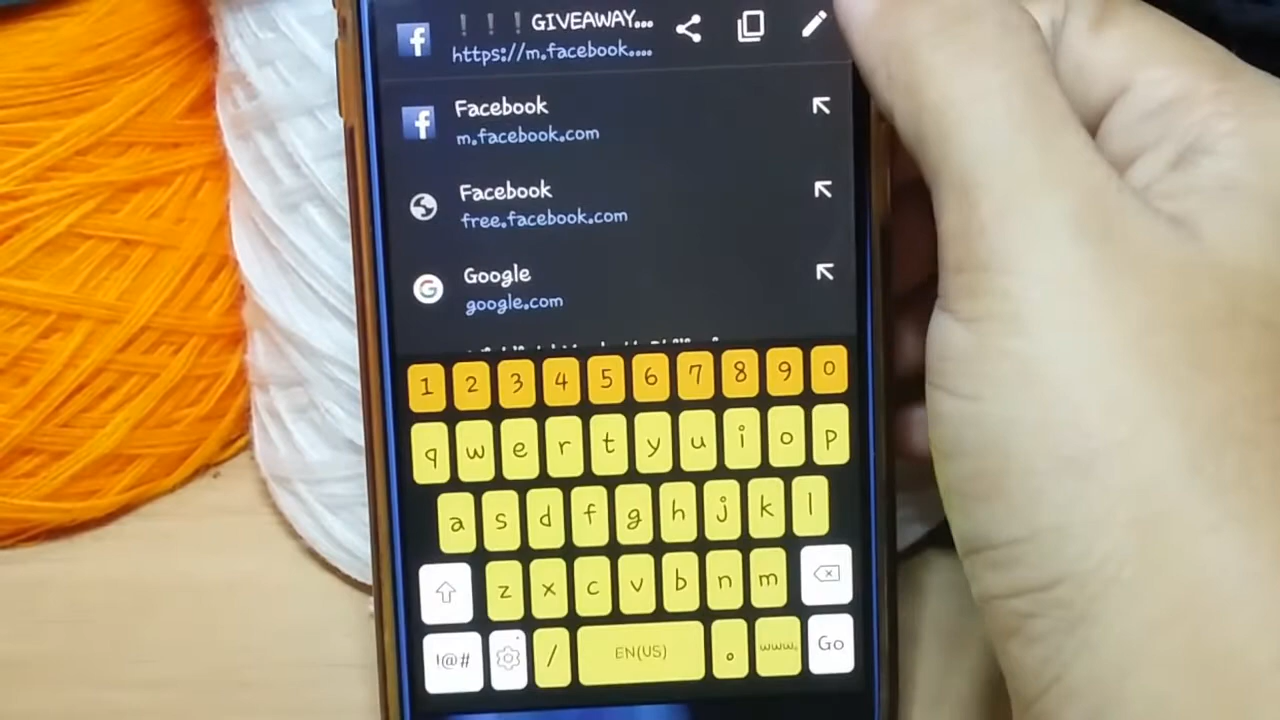 ❗❗❗GIVEAWAY...
https://m.facebook....
Facebook
m.facebook.com
Facebook
free.facebook.com
Google
google.com
1 2 3 4 5 6 7 8 9 0
q w e r t y u i o p
a s d f g h j k l
z x c v b n m
!@# / EN(US) . www. Go